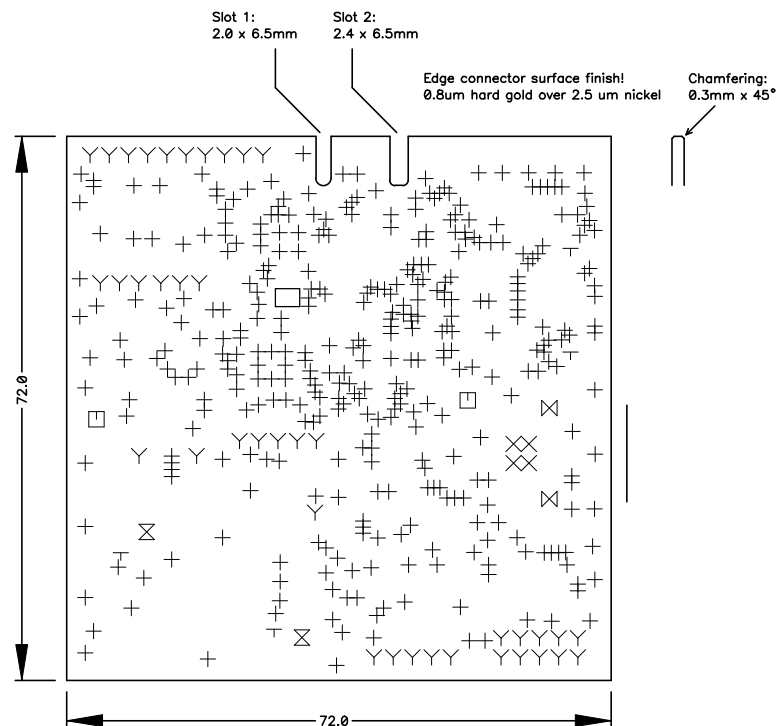 Slot 1:
2.0 x 6.5mm
Slot 2:
2.4 x 6.5mm
Edge connector surface finish!
0.8um hard gold over 2.5 um nickel
Chamfering:
0.3mm x 45°
72.0
72.0